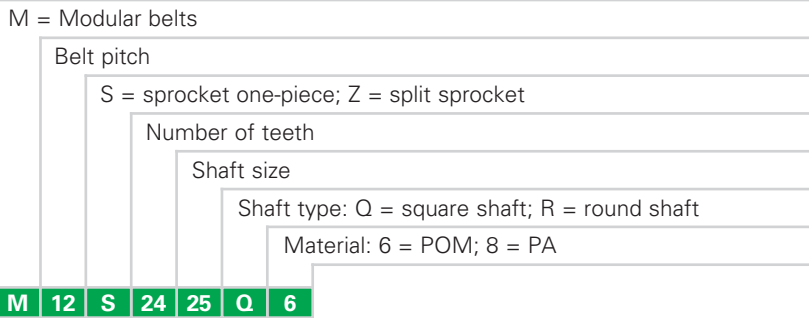 M = Modular belts
Belt pitch
S = sprocket one-piece; Z = split sprocket
Number of teeth
Shaft size
Shaft type: Q = square shaft; R = round shaft
Material: 6 = POM; 8 = PA
M 12 S 24 25 Q 6